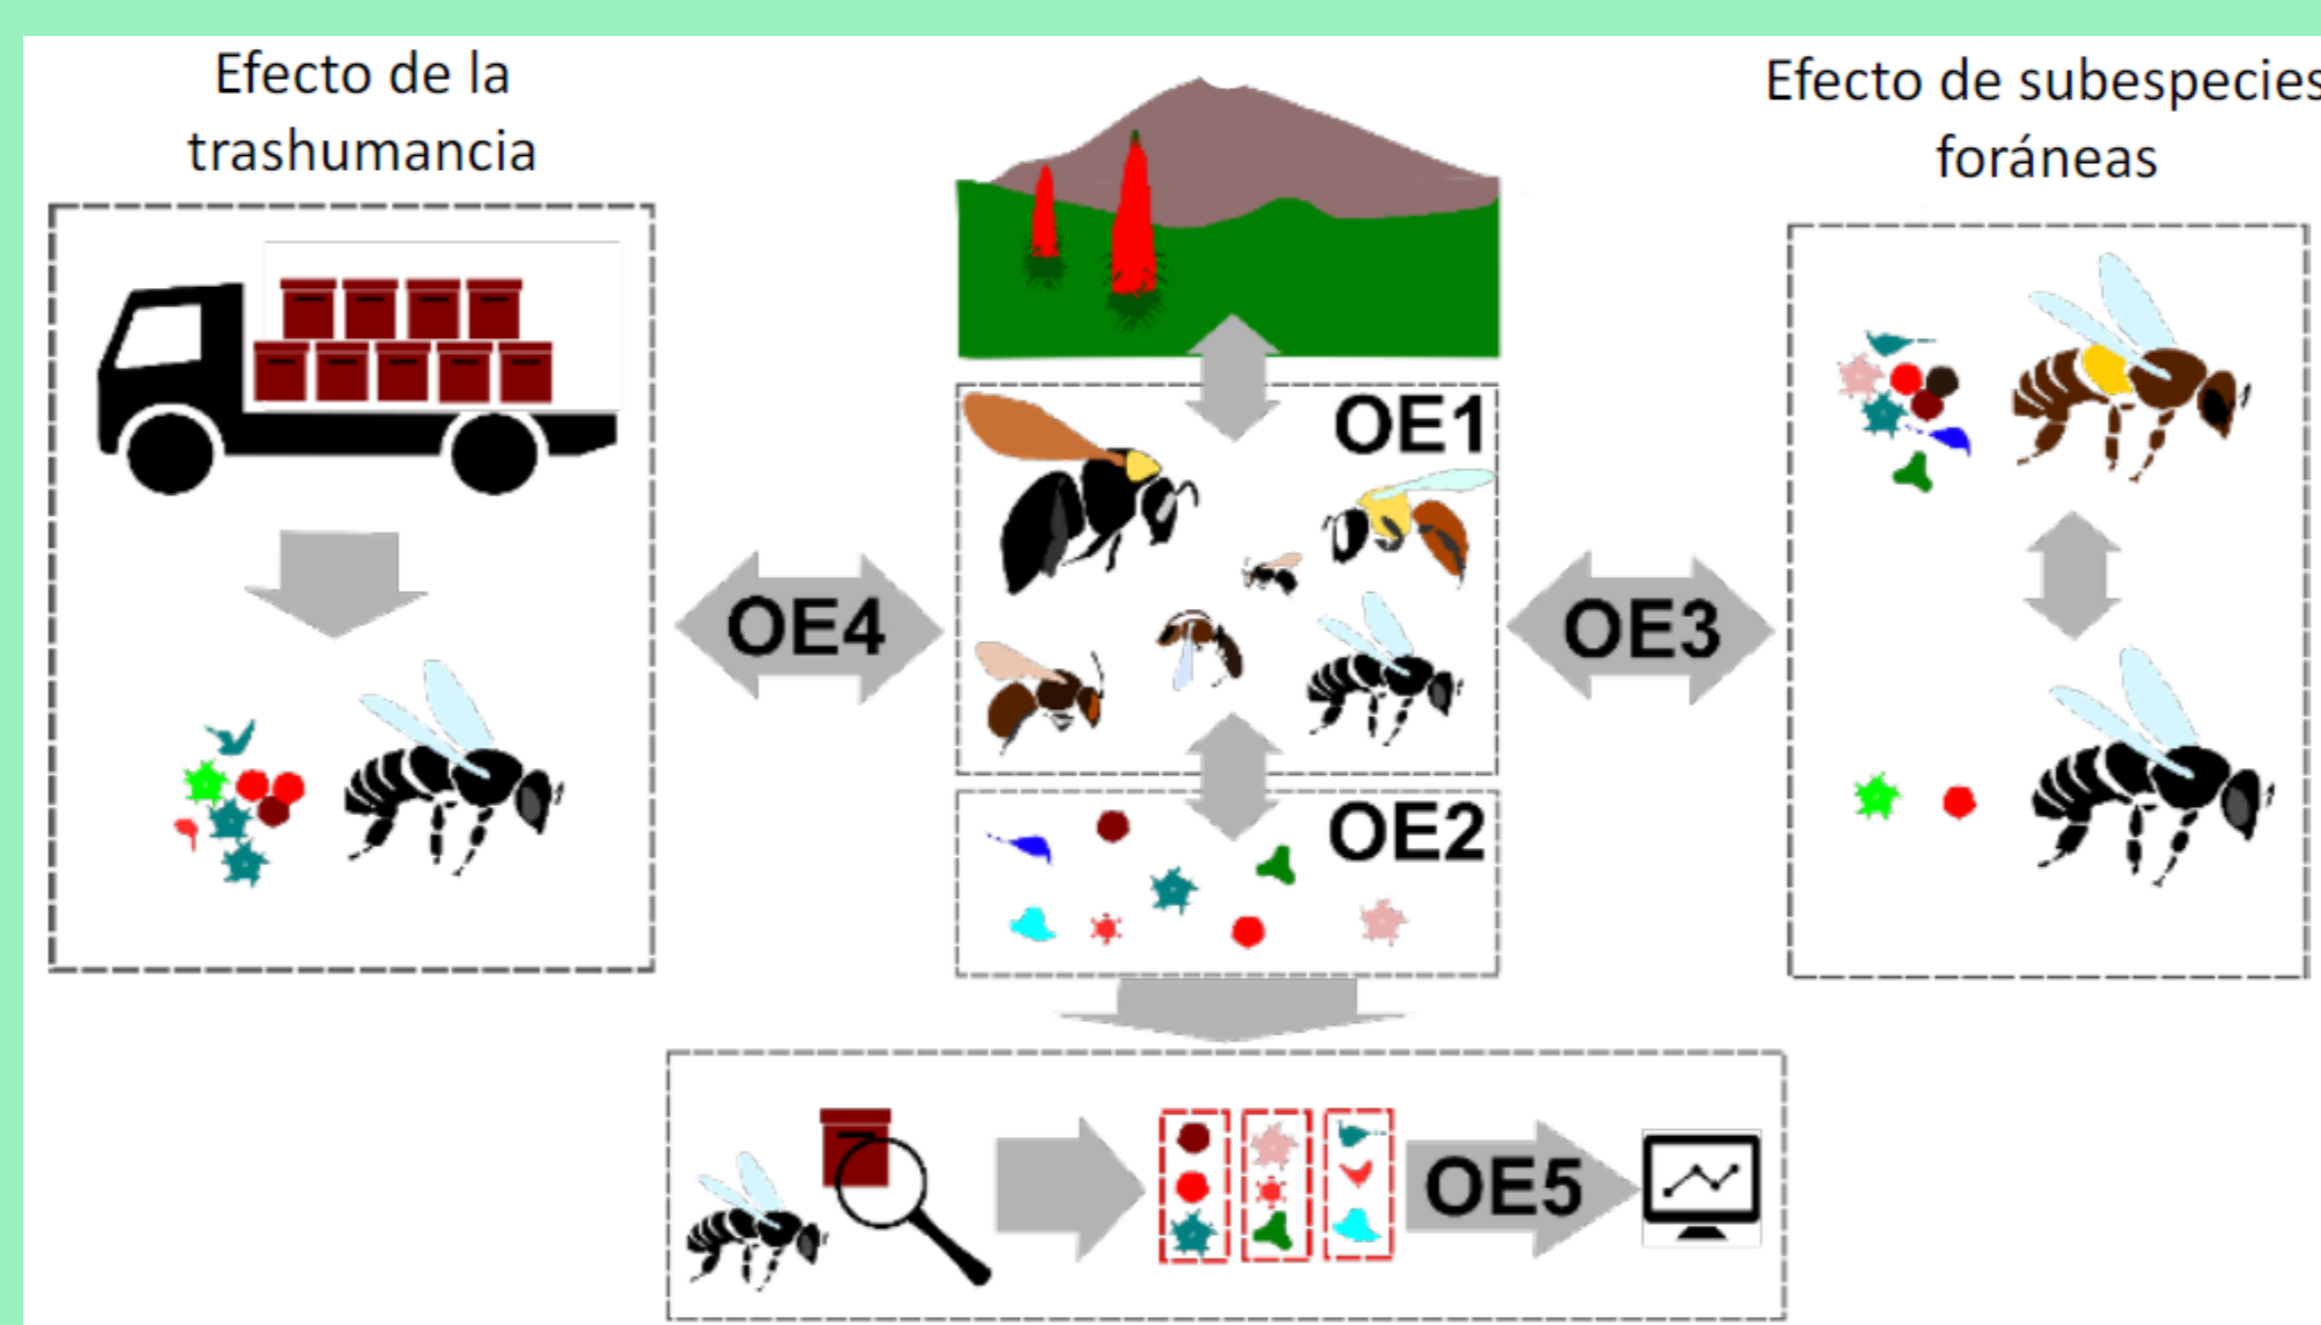 Efecto de la
trashumancia
Efecto de subespecies
foráneas
OE1
OE4
OE3
OE2
OE5